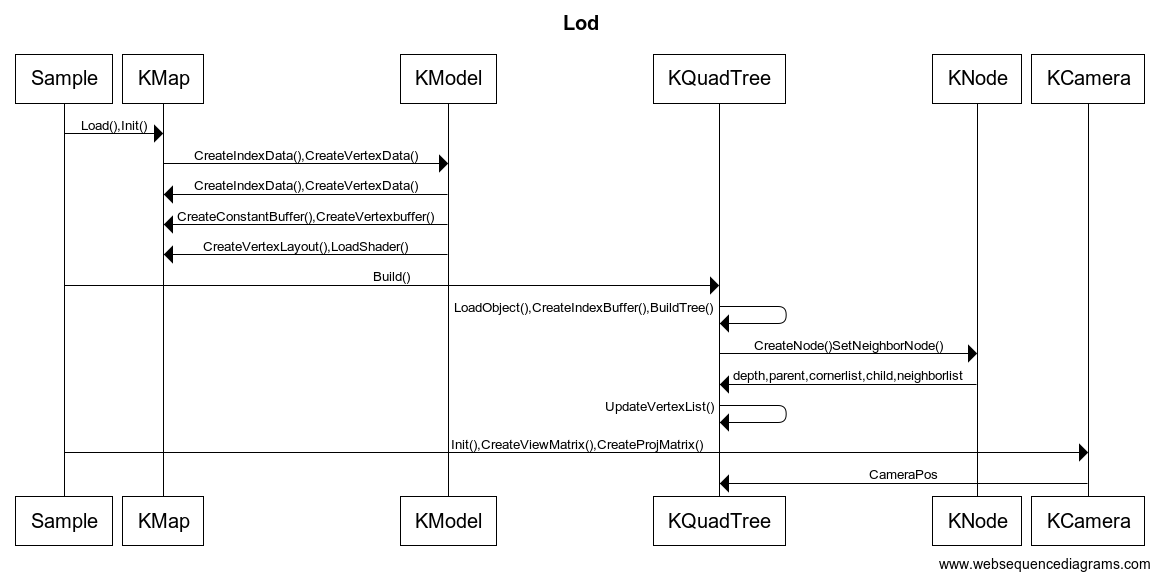 Lod
Sample KMap KModel KQuadTree KNode KCamera
Load(),Init()
CreateIndexData(),CreateVertexData()
CreateIndexData(),CreateVertexData()
CreateConstantBuffer(),CreateVertexbuffer()
CreateVertexLayout(),LoadShader()
Build()
LoadObject(),CreateIndexBuffer(),BuildTree()
CreateNode()SetNeighborNode()
depth,parent,cornerlist,child,neighborlist
UpdateVertexList()
Init(),CreateViewMatrix(),CreateProjMatrix()
CameraPos
Sample KMap KModel KQuadTree KNode KCamera
www.websequencediagrams.com